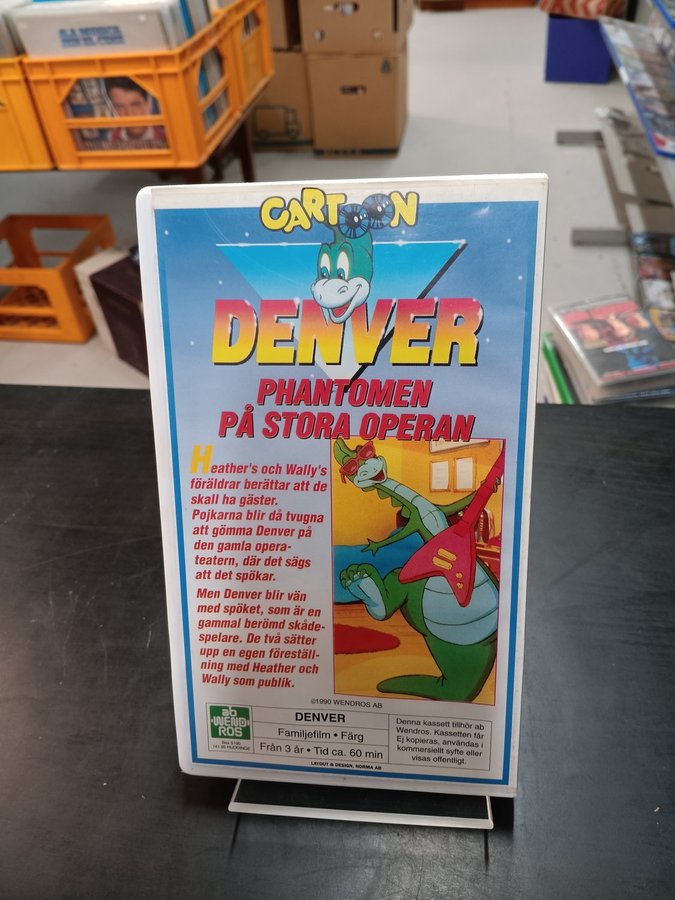 CARTOON
DENVER
PHANTOMEN
PÅ STORA OPERAN
Heather's och Wally's
föräldrar berättar att de
skall ha gäster.
Pojkarna blir då tvugna
att gömma Denver på
den gamla opera-
teatern, där det sägs
att det spökar.
Men Denver blir vän
med spöket, som är en
gammal berömd skåde-
spelare. De två sätter
upp en egen föreställ-
ning med Heather och
Wally som publik.
©1990 WENDROS AB
ab
WEND
ROS
DENVER
Familjefilm • Färg
Från 3 år • Tid ca. 60 min
Denna kassett tillhör ab
Wendros. Kassetten får
Ej kopieras, användas i
kommersiellt syfte eller
visas offentligt.
LAYOUT & DESIGN, NORMA AB